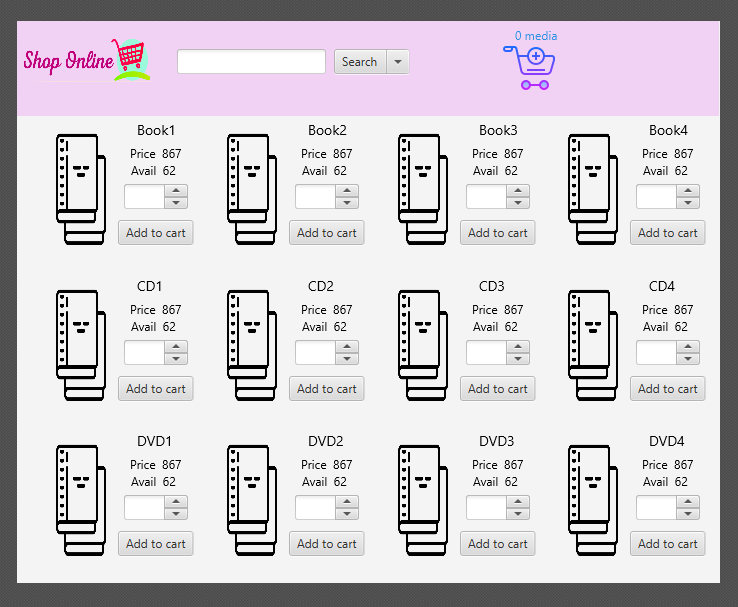 0 media
Shop Online
Search
Book1 Book2 Book3 Book4
Price 867 Price 867 Price 867 Price 867
Avail 62 Avail 62 Avail 62 Avail 62
Add to cart Add to cart Add to cart Add to cart
CD1 CD2 CD3 CD4
Price 867 Price 867 Price 867 Price 867
Avail 62 Avail 62 Avail 62 Avail 62
Add to cart Add to cart Add to cart Add to cart
DVD1 DVD2 DVD3 DVD4
Price 867 Price 867 Price 867 Price 867
Avail 62 Avail 62 Avail 62 Avail 62
Add to cart Add to cart Add to cart Add to cart